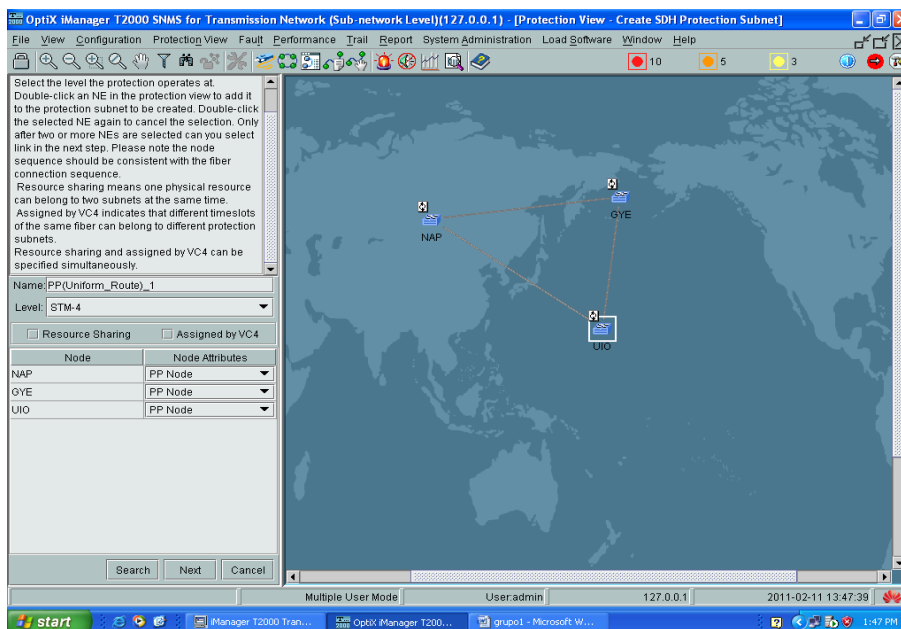 OptiX iManager T2000 SNMS for Transmission Network (Sub-network Level)(127.0.0.1) - [Protection View - Create SDH Protection Subnet]
File View Configuration Protection View Fault Performance Trail Report System Administration Load Software Window Help
10 5 3
Select the level the protection operates at.
Double-click an NE in the protection view to add it
to the protection subnet to be created. Double-click
the selected NE again to cancel the selection. Only
after two or more NEs are selected can you select
link in the next step. Please note the node
sequence should be consistent with the fiber
connection sequence.
Resource sharing means one physical resource
can belong to two subnets at the same time.
Assigned by VC4 indicates that different timeslots
of the same fiber can belong to different protection
subnets.
Resource sharing and assigned by VC4 can be
specified simultaneously.
Name: PP(Uniform_Route)_1
Level: STM-4
Resource Sharing Assigned by VC4
Node Node Attributes
NAP PP Node
GYE PP Node
UIO PP Node
Search Next Cancel
GYE
NAP
UIO
Multiple User Mode User:admin 127.0.0.1 2011-02-11 13:47:39
start iManager T2000 Tran... OptiX iManager T200... grupo1 - Microsoft W... 1:47 PM